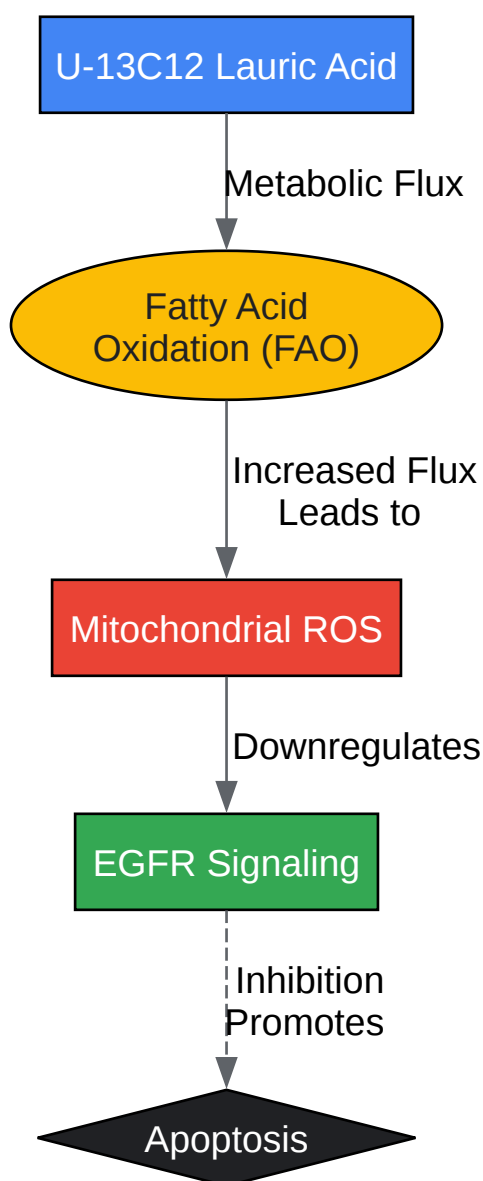 U-13C12 Lauric Acid
Metabolic Flux
Fatty Acid
Oxidation (FAO)
Increased Flux
Leads to
Mitochondrial ROS
Downregulates
EGFR Signaling
Inhibition
Promotes
Apoptosis